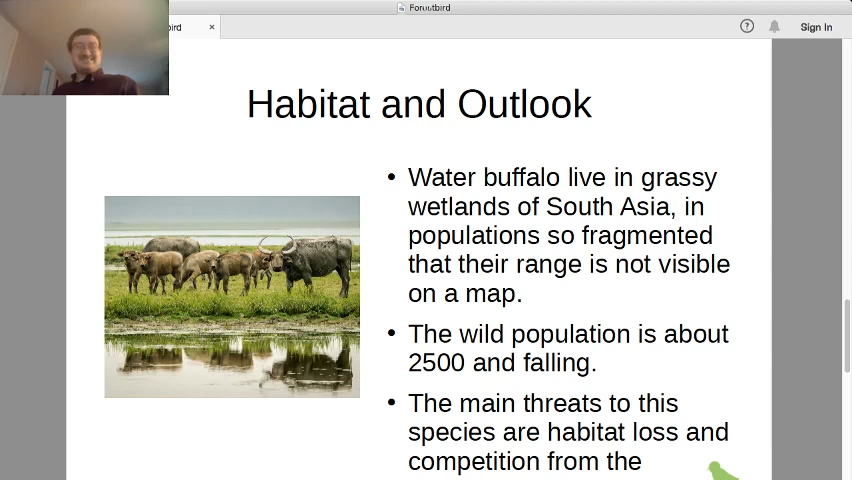 bird
?
Sign In
Habitat and Outlook
• Water buffalo live in grassy
wetlands of South Asia, in
populations so fragmented
that their range is not visible
on a map.
• The wild population is about
2500 and falling.
• The main threats to this
species are habitat loss and
competition from the